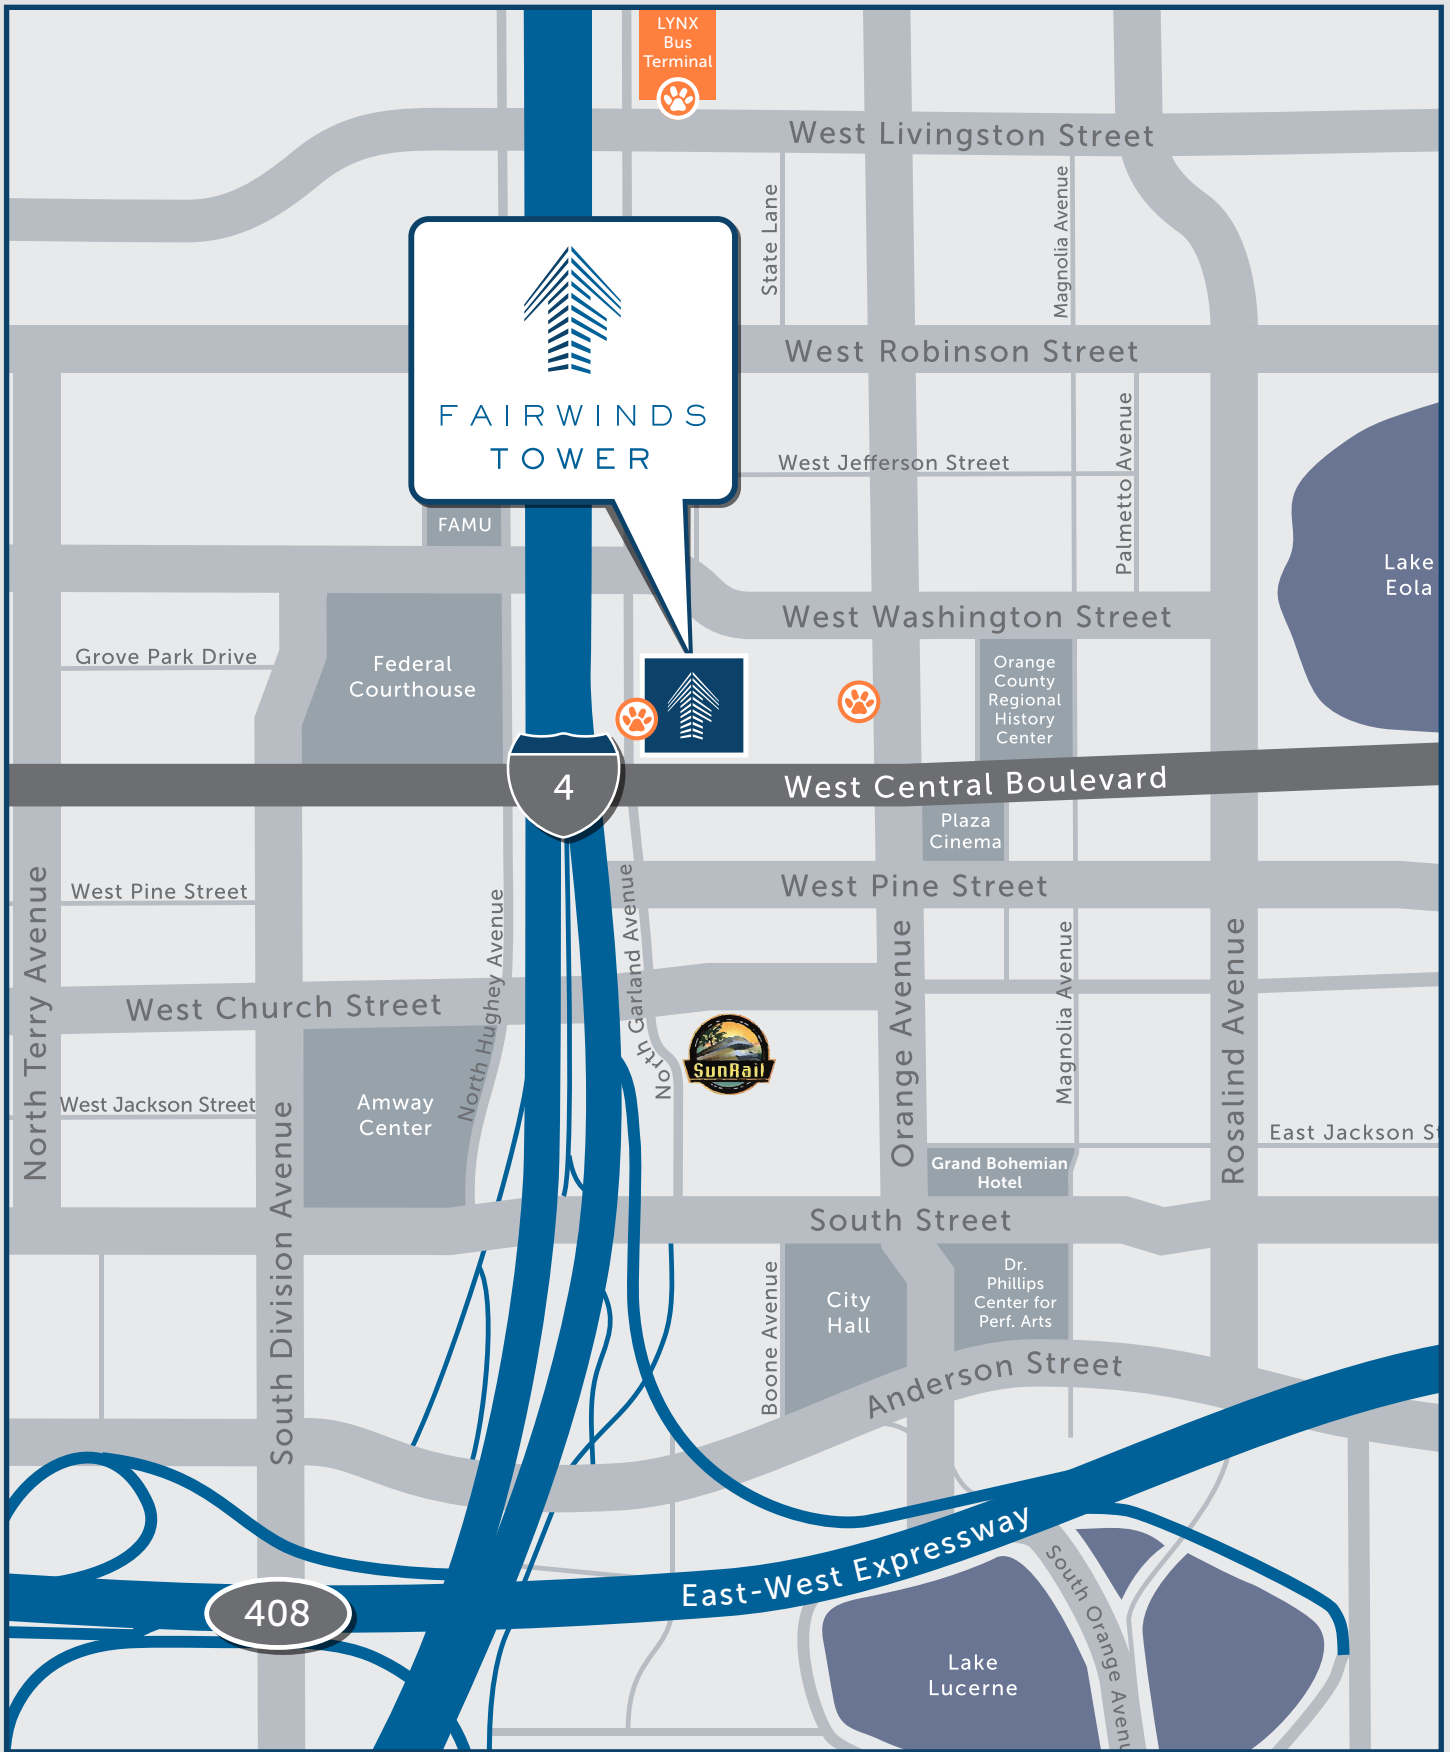 LYNX
Bus
Terminal
West Livingston Street
State Lane
Magnolia Avenue
West Robinson Street
FAIRWINDS
TOWER
West Jefferson Street
Palmetto Avenue
FAMU
Lake
Eola
West Washington Street
Grove Park Drive
Federal
Courthouse
Orange
County
Regional
History
Center
4
West Central Boulevard
Plaza
Cinema
West Pine Street
West Pine Street
North Terry Avenue
North Hughey Avenue
North Garland Avenue
Orange Avenue
Magnolia Avenue
Rosalind Avenue
West Church Street
SunRail
West Jackson Street
Amway
Center
East Jackson St
Grand Bohemian
Hotel
South Division Avenue
South Street
Boone Avenue
City
Hall
Dr.
Phillips
Center for
Perf. Arts
Anderson Street
East-West Expressway
408
South Orange Avenu
Lake
Lucerne